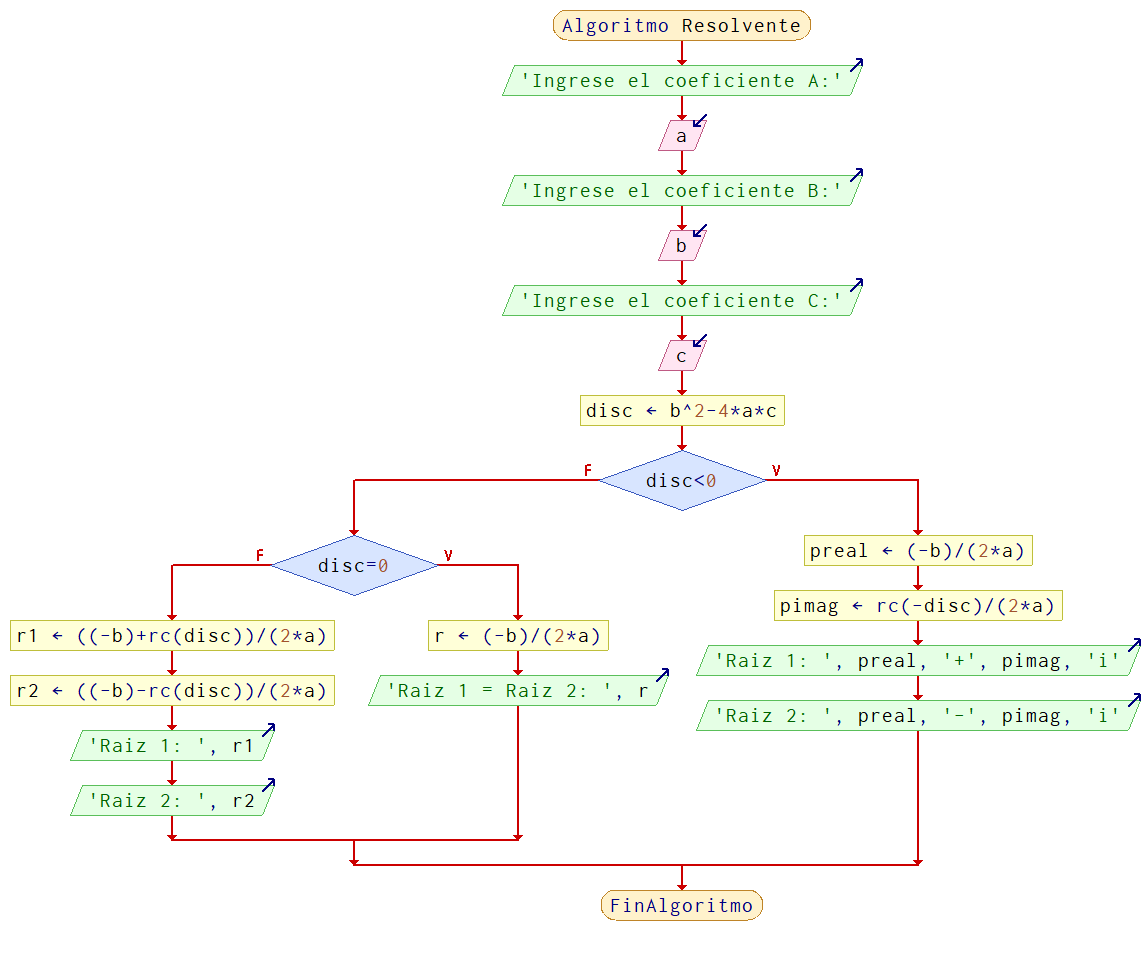 Algoritmo Resolvente
'Ingrese el coeficiente A:'
a
'Ingrese el coeficiente B:'
b
'Ingrese el coeficiente C:'
c
disc ← b^2-4*a*c
disc<0
F
V
disc=0
F
V
r1 ← ((-b)+rc(disc))/(2*a)
r2 ← ((-b)-rc(disc))/(2*a)
'Raiz 1: ', r1
'Raiz 2: ', r2
r ← (-b)/(2*a)
'Raiz 1 = Raiz 2: ', r
preal ← (-b)/(2*a)
pimag ← rc(-disc)/(2*a)
'Raiz 1: ', preal, '+', pimag, 'i'
'Raiz 2: ', preal, '-', pimag, 'i'
FinAlgoritmo